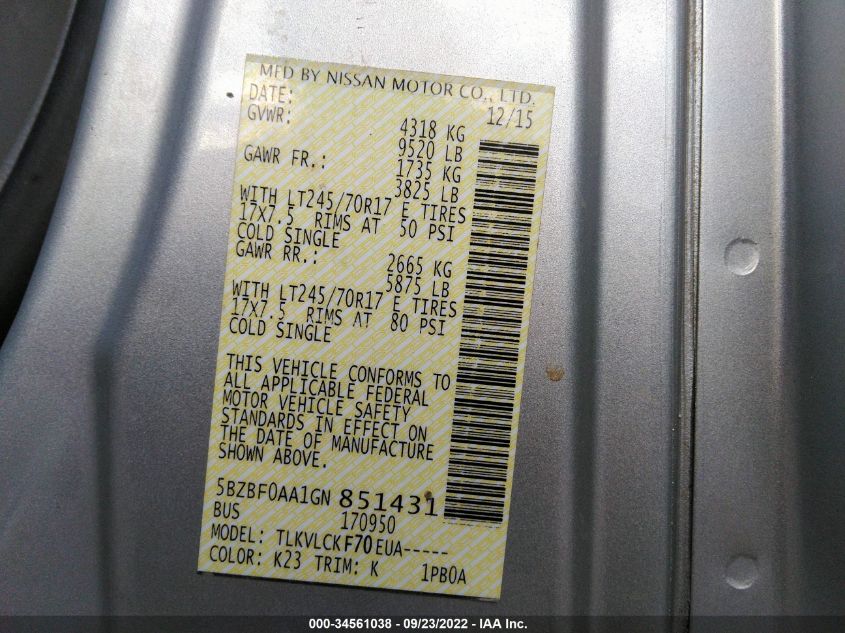 MFD BY NISSAN MOTOR CO., LTD.
DATE: 12/15
GVWR: 4318 KG
9520 LB
GAWR FR.: 1735 KG
3825 LB
WITH LT245/70R17 E TIRES
17X7.5 RIMS AT 50 PSI
COLD SINGLE
GAWR RR.: 2665 KG
5875 LB
WITH LT245/70R17 E TIRES
17X7.5 RIMS AT 80 PSI
COLD SINGLE
THIS VEHICLE CONFORMS TO
ALL APPLICABLE FEDERAL
MOTOR VEHICLE SAFETY
STANDARDS IN EFFECT ON
THE DATE OF MANUFACTURE
SHOWN ABOVE.
5BZBF0AA1GN 851431
BUS 170950
MODEL: TLKVLCKF70EUA-----
COLOR: K23 TRIM: K 1PB0A
000-34561038 - 09/23/2022 - IAA Inc.